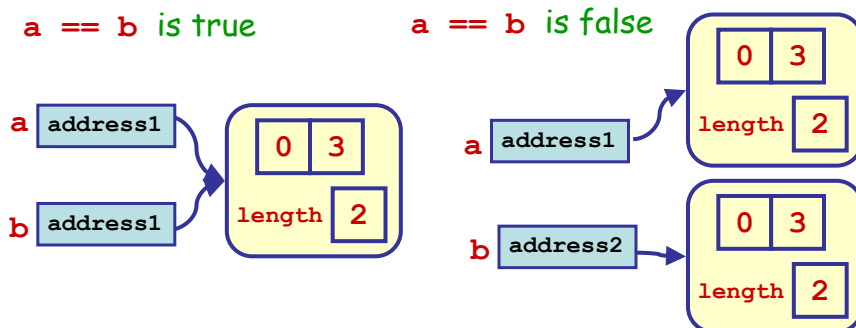 a == b is true
a address1
0 3
b address1
length 2
a == b is false
0 3
a address1
length 2
0 3
b address2
length 2